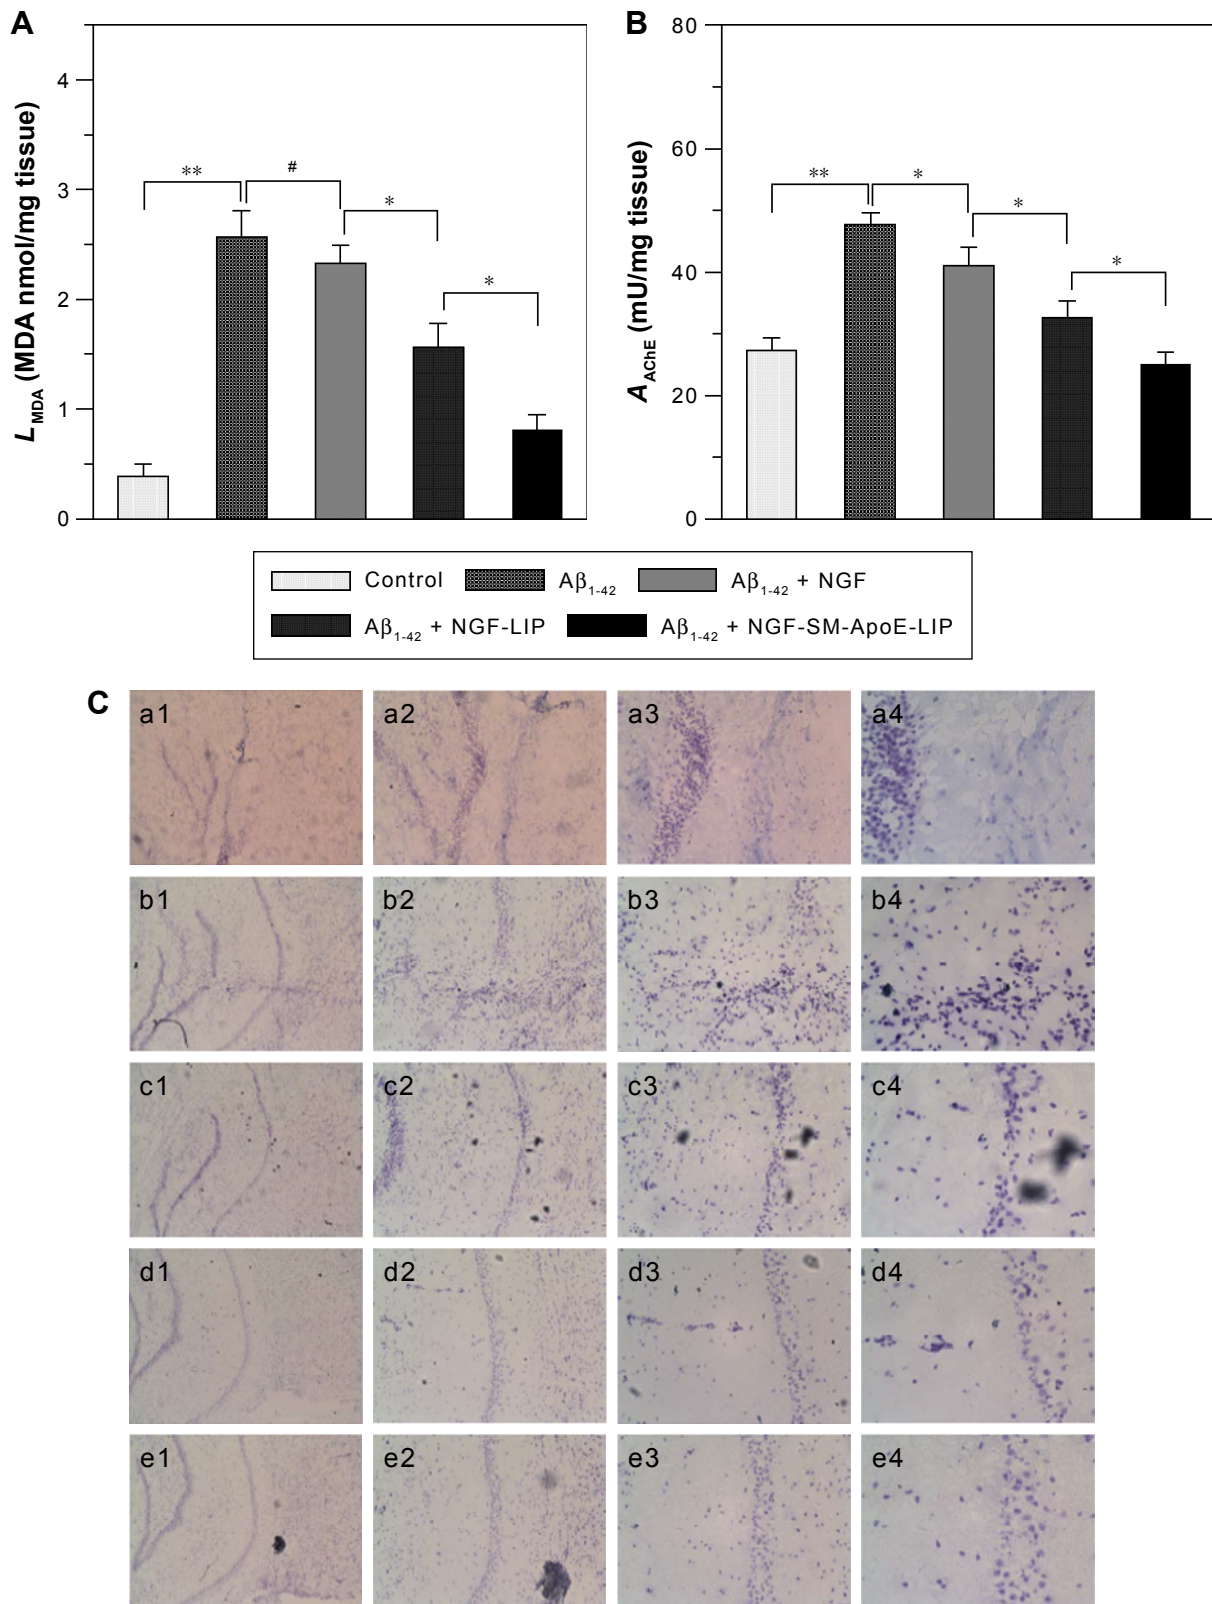 A
B
L MDA (MDA nmol/mg tissue)
4
3
2
1
0
**
#
*
*
A AChE (mU/mg tissue)
80
60
40
20
0
**
*
*
*
Control
Aβ1-42
Aβ1-42 + NGF
Aβ1-42 + NGF-LIP
Aβ1-42 + NGF-SM-ApoE-LIP
C
a1
a2
a3
a4
b1
b2
b3
b4
c1
c2
c3
c4
d1
d2
d3
d4
e1
e2
e3
e4